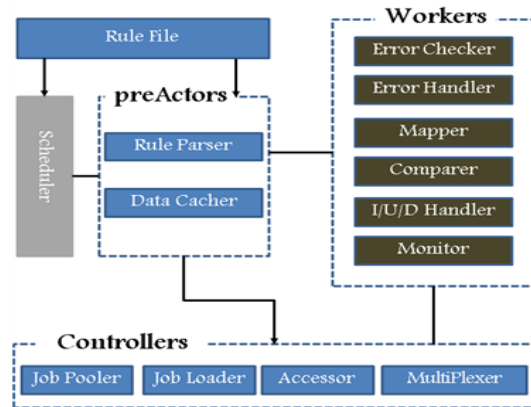 Rule File
Scheduler
preActors
Rule Parser
Data Cacher
Workers
Error Checker
Error Handler
Mapper
Comparer
I/U/D Handler
Monitor
Controllers
Job Pooler
Job Loader
Accessor
MultiPlexer